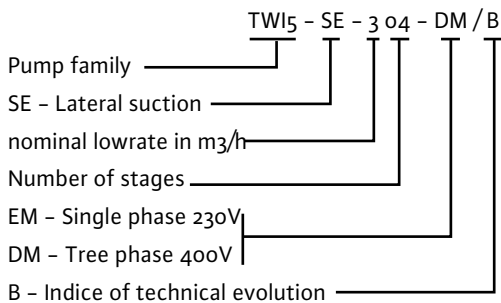 TWI5 - SE - 3 04 - DM / B
Pump family
SE – Lateral suction
nominal lowrate in m3/h
Number of stages
EM – Single phase 230V
DM – Tree phase 400V
B – Indice of technical evolution